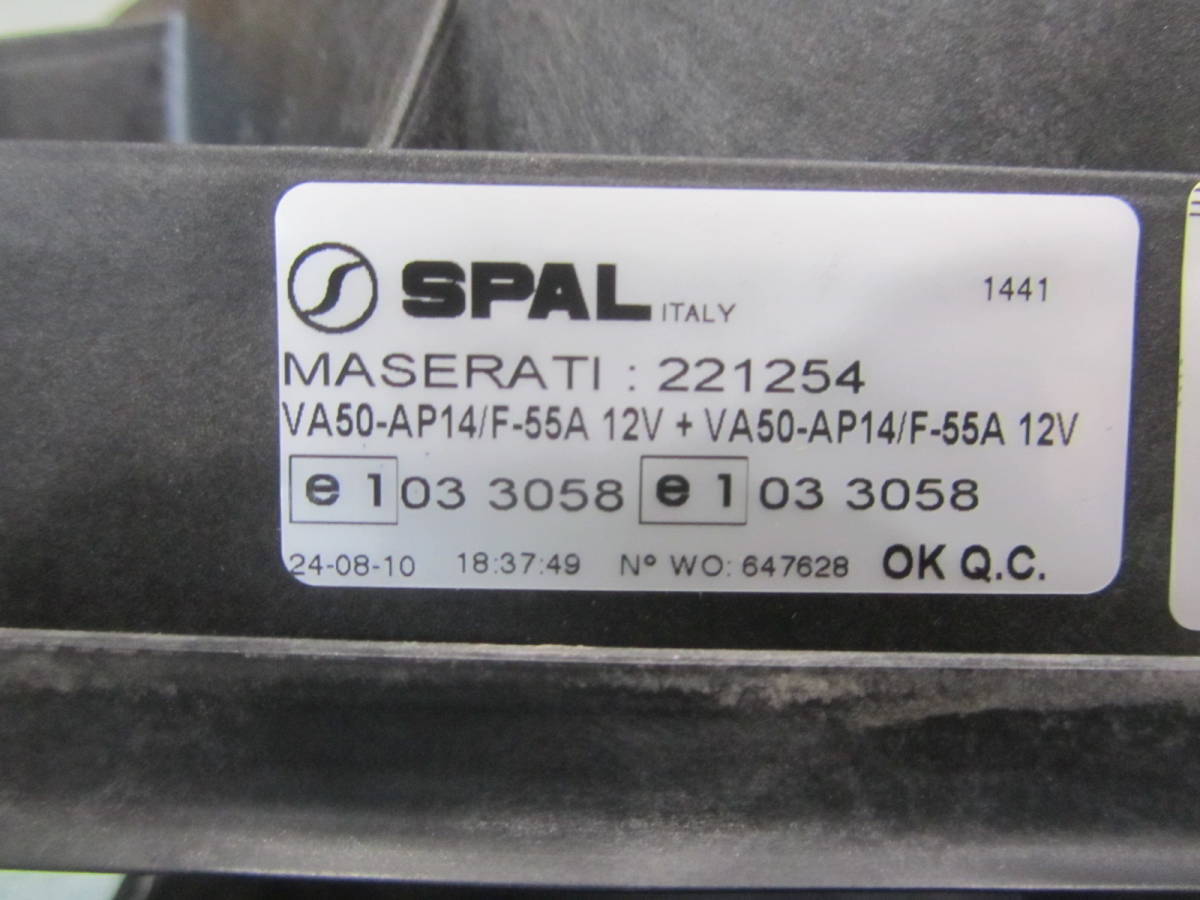 SPAL ITALY 1441
MASERATI : 221254
VA50-AP14/F-55A 12V + VA50-AP14/F-55A 12V
e 1 03 3058 e 1 03 3058
24-08-10 18:37:49 Nº WO: 647628 OK Q.C.